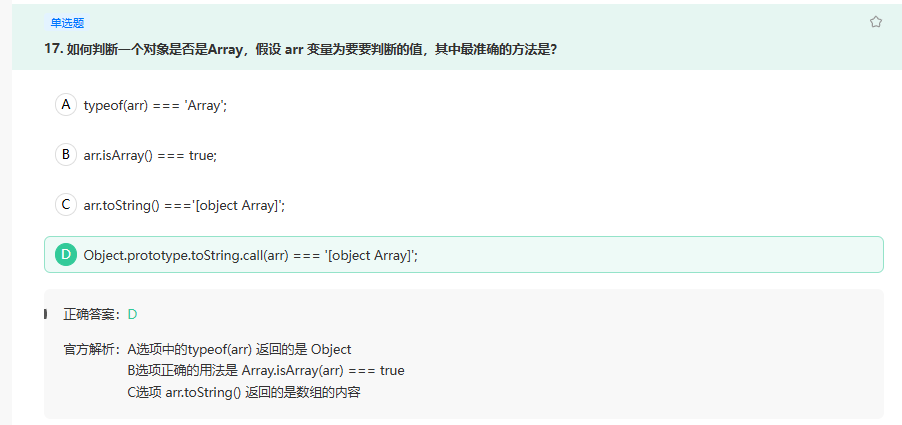 单选题
17. 如何判断一个对象是否是Array，假设 arr 变量为要要判断的值，其中最准确的方法是?
A typeof(arr) === 'Array';
B arr.isArray() === true;
C arr.toString() ==='[object Array]';
D Object.prototype.toString.call(arr) === '[object Array]';
正确答案：D
官方解析：A选项中的typeof(arr) 返回的是 Object
B选项正确的用法是 Array.isArray(arr) === true
C选项 arr.toString() 返回的是数组的内容